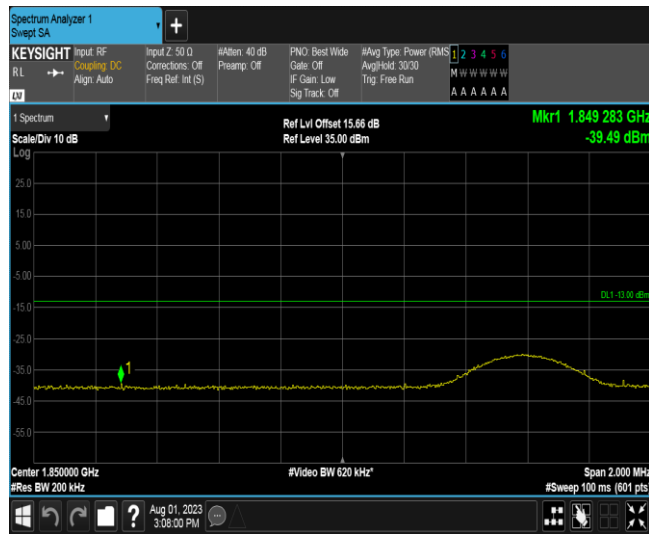 Spectrum Analyzer 1
Swept SA
KEYSIGHT
RL
LXI
Input: RF
Coupling: DC
Align: Auto
Input Z: 50 Ω
Corrections: Off
Freq Ref: Int (S)
#Atten: 40 dB
Preamp: Off
PNO: Best Wide
Gate: Off
IF Gain: Low
Sig Track: Off
#Avg Type: Power (RMS
Avg|Hold: 30/30
Trig: Free Run
1 2 3 4 5 6
M W W W W W
A A A A A A
1 Spectrum
Scale/Div 10 dB
Ref Lvl Offset 15.66 dB
Ref Level 35.00 dBm
Mkr1 1.849 283 GHz
-39.49 dBm
Log
25.0
15.0
5.00
-5.00
DL1 -13.00 dBm
-15.0
-25.0
-35.0
1
-45.0
-55.0
Center 1.850000 GHz
#Video BW 620 kHz*
Span 2.000 MHz
#Res BW 200 kHz
#Sweep 100 ms (601 pts
?
Aug 01, 2023
3:08:00 PM